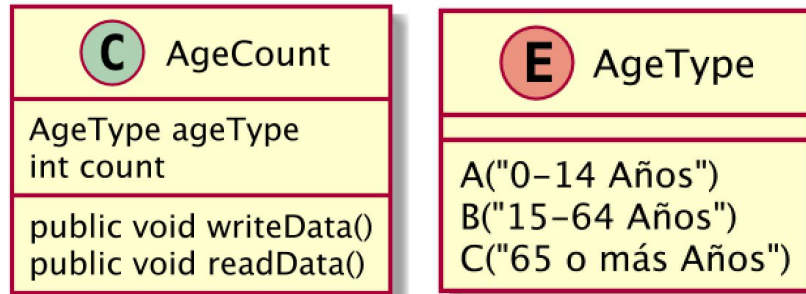 C AgeCount
AgeType ageType
int count
public void writeData()
public void readData()
E AgeType
A("0-14 Años")
B("15-64 Años")
C("65 o más Años")